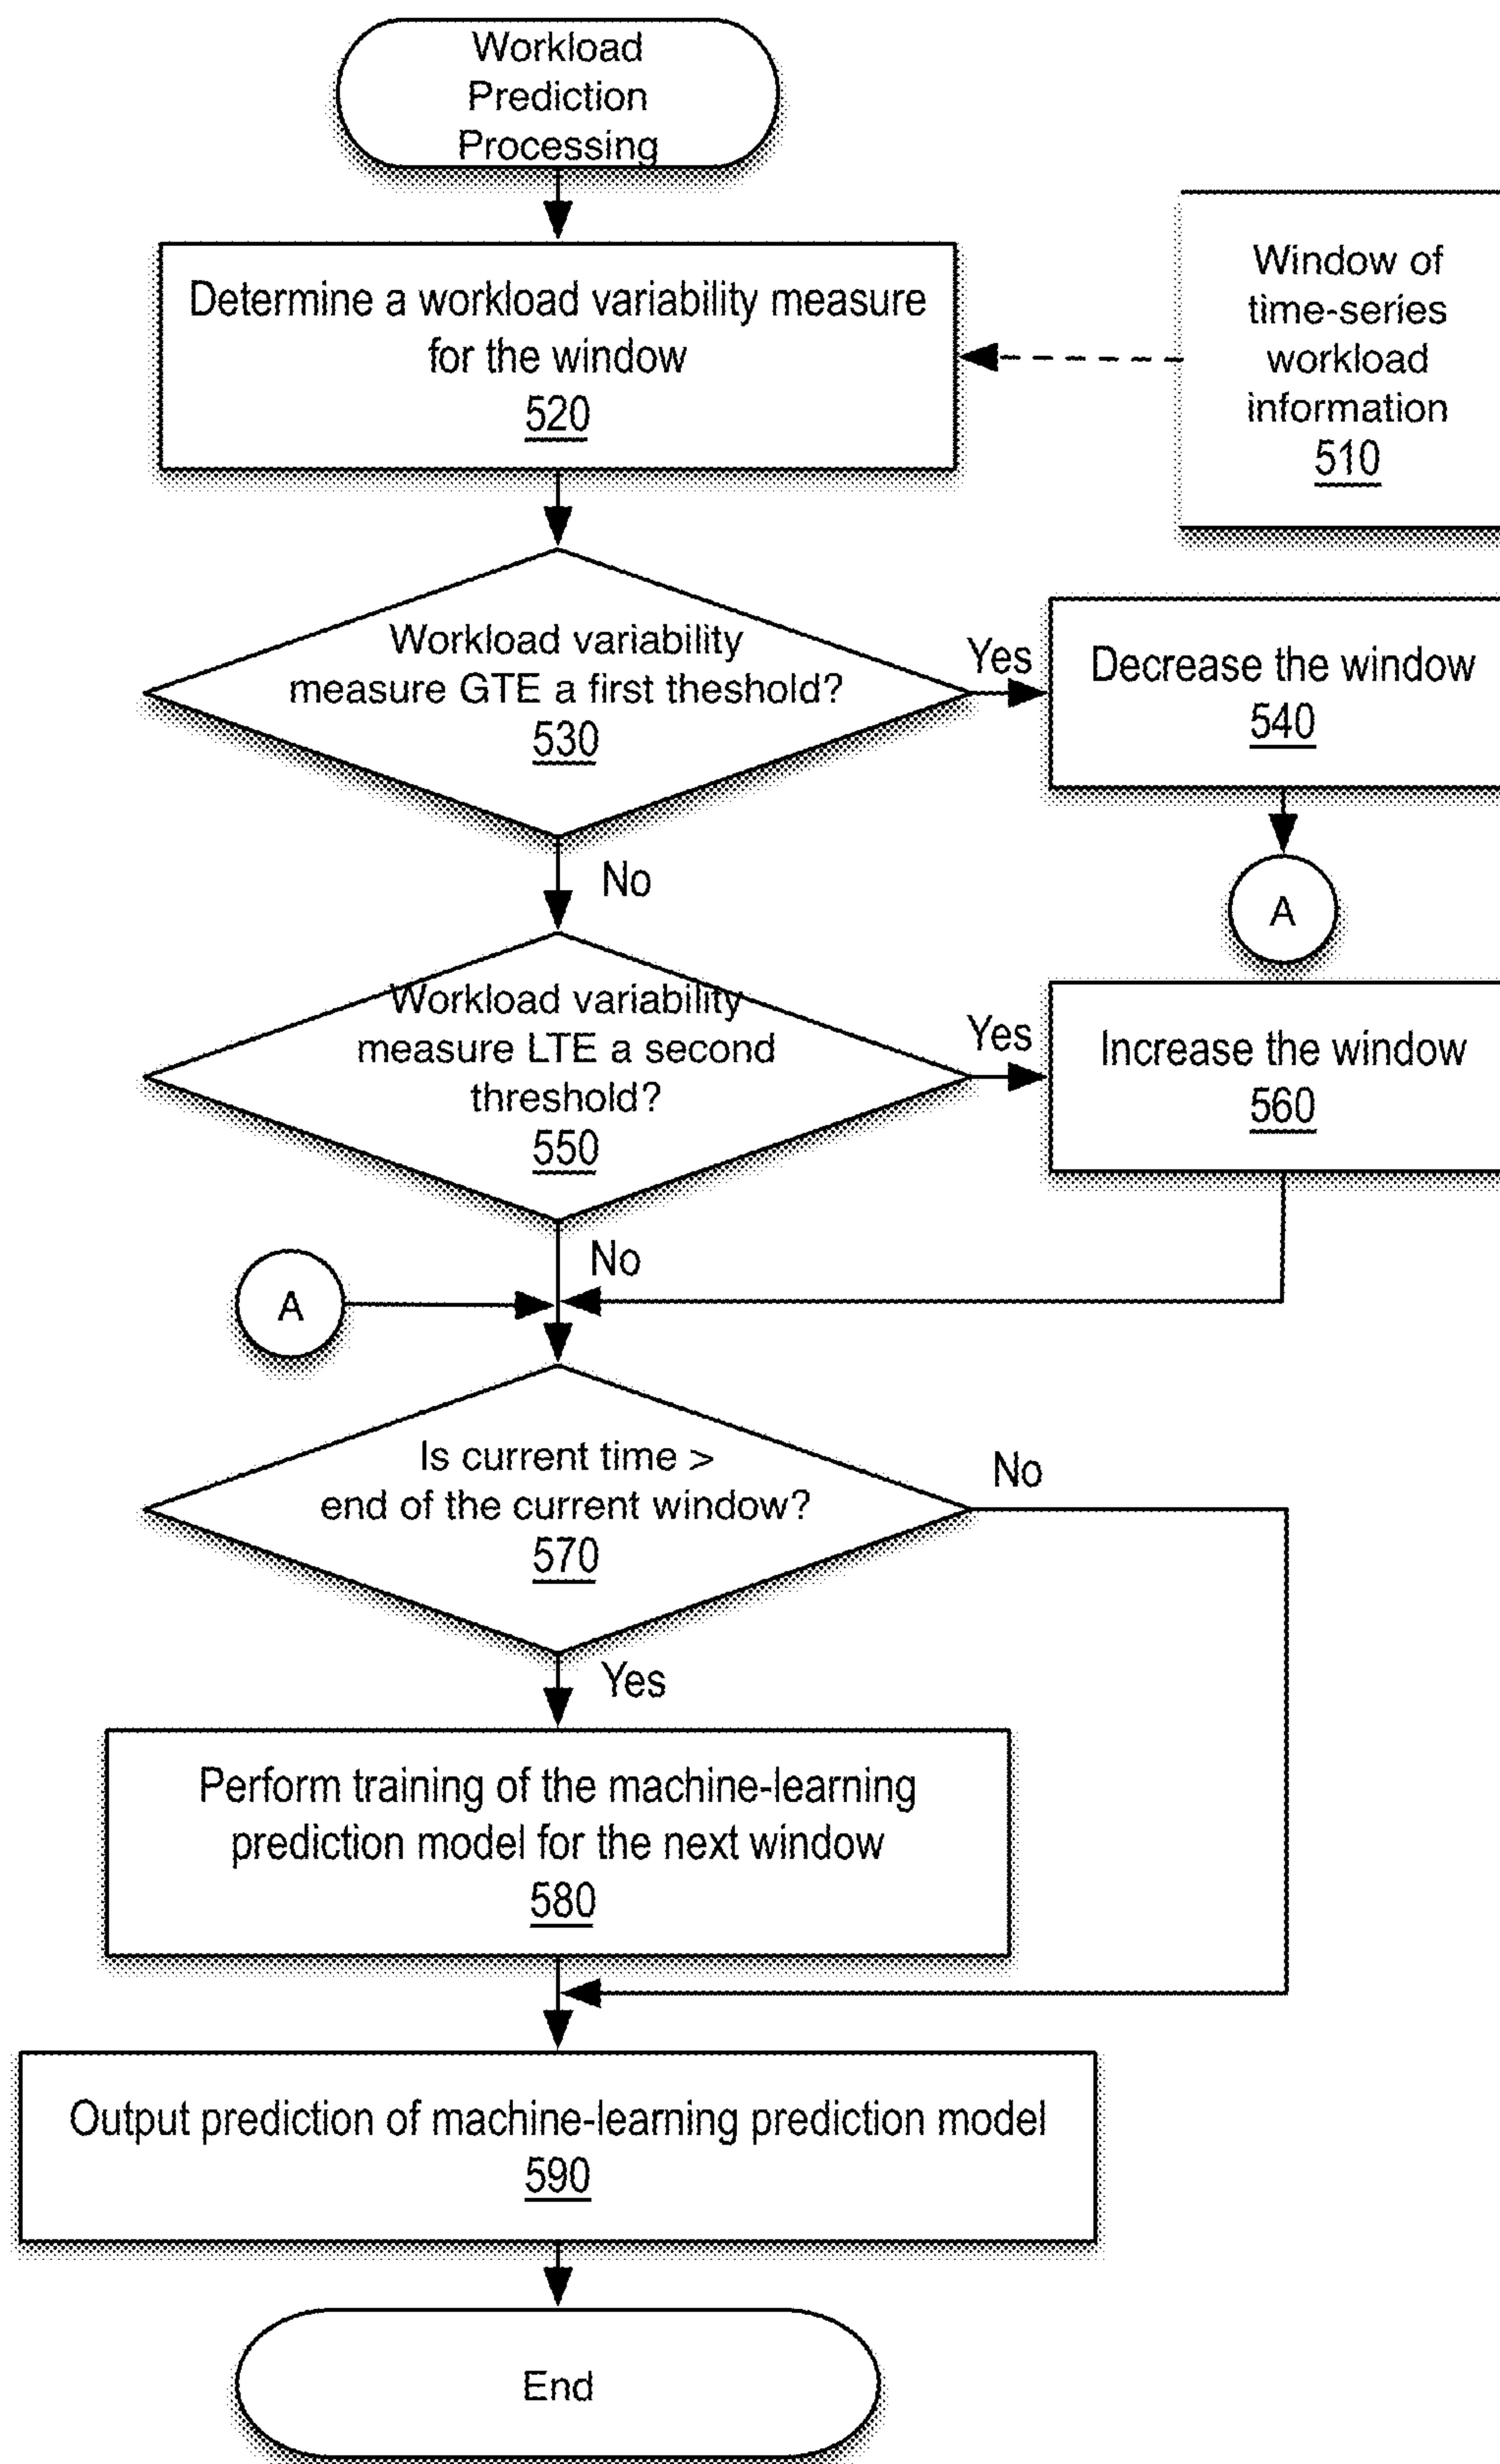 Workload
Prediction
Processing
Determine a workload variability measure
for the window
520
Window of
time-series
workload
information
510
Workload variability
measure GTE a first theshold?
530
Yes
Decrease the window
540
No
A
Workload variability
measure LTE a second
threshold?
550
Yes
Increase the window
560
No
A
Is current time >
end of the current window?
570
No
Yes
Perform training of the machine-learning
prediction model for the next window
580
Output prediction of machine-learning prediction model
590
End